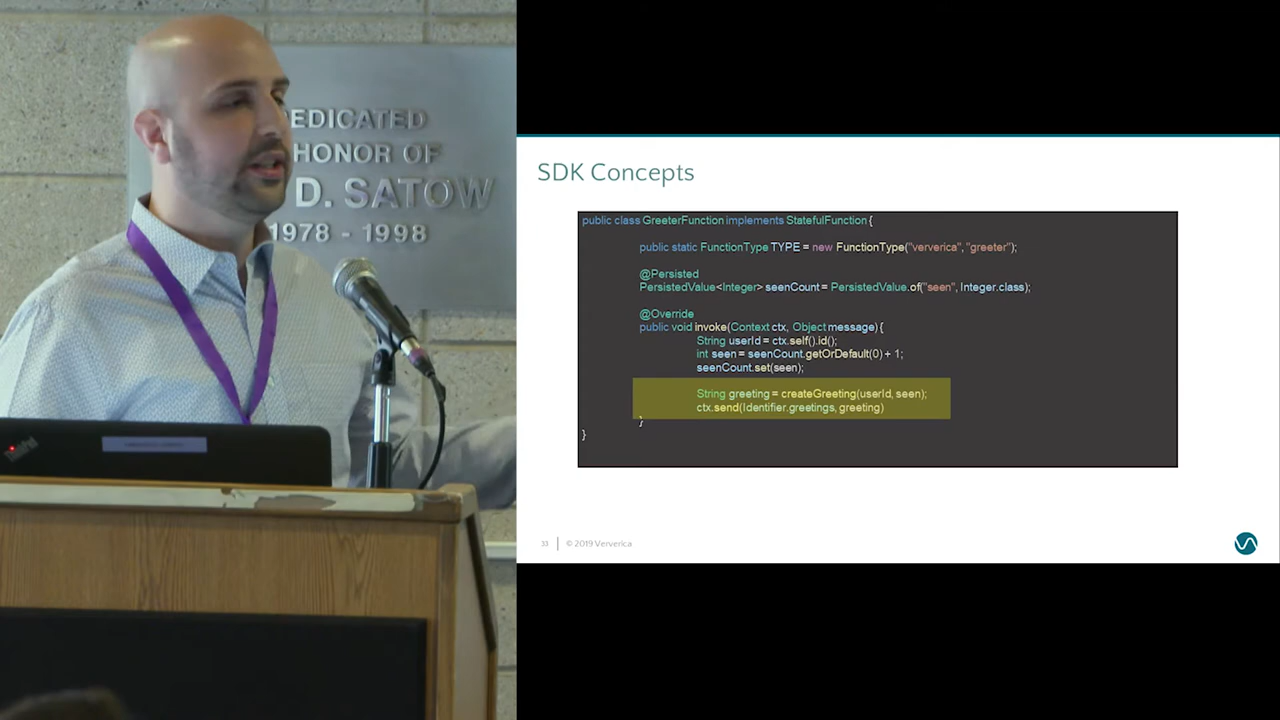 EDICATED
HONOR OF
D. SATOW
1978 - 1998
ThinkPad
SDK Concepts
public class GreeterFunction implements StatefulFunction {
public static FunctionType TYPE = new FunctionType("ververica", "greeter");
@Persisted
PersistedValue<Integer> seenCount = PersistedValue.of("seen", Integer.class);
@Override
public void invoke(Context ctx, Object message) {
String userId = ctx.self().id();
int seen = seenCount.getOrDefault(0) + 1;
seenCount.set(seen);
String greeting = createGreeting(userId, seen);
ctx.send(Identifier.greetings, greeting)
}
}
33
© 2019 Ververica